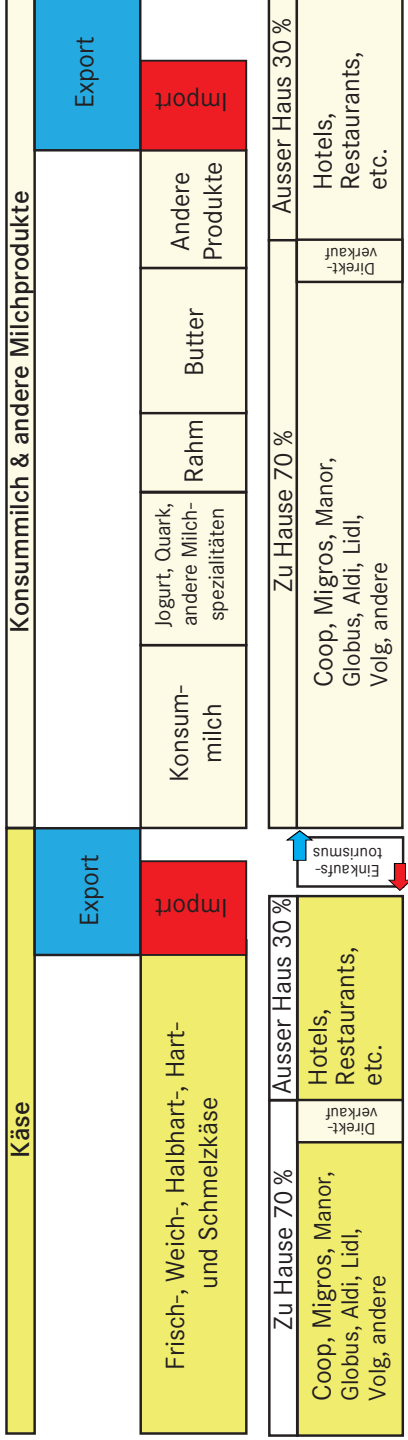 Käse
Export
Frisch-, Weich-, Halbhart-, Hart-
und Schmelzkäse
Import
Zu Hause 70 %
Ausser Haus 30 %
Coop, Migros, Manor,
Globus, Aldi, Lidl,
Volg, andere
Direkt-
verkauf
Hotels,
Restaurants,
etc.
Einkaufs-
tourismus
Konsummilch & andere Milchprodukte
Export
Konsum-
milch
Jogurt, Quark,
andere Milch-
spezialitäten
Rahm
Butter
Andere
Produkte
Import
Zu Hause 70 %
Ausser Haus 30 %
Coop, Migros, Manor,
Globus, Aldi, Lidl,
Volg, andere
Direkt-
verkauf
Hotels,
Restaurants,
etc.